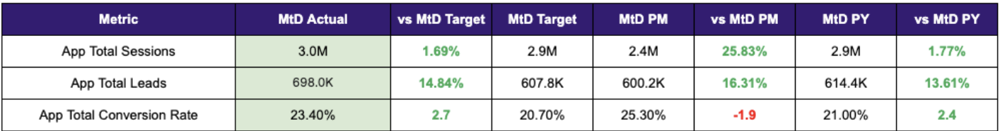 Metric MtD Actual vs MtD Target MtD Target MtD PM vs MtD PM MtD PY vs MtD PY
App Total Sessions 3.0M 1.69% 2.9M 2.4M 25.83% 2.9M 1.77%
App Total Leads 698.0K 14.84% 607.8K 600.2K 16.31% 614.4K 13.61%
App Total Conversion Rate 23.40% 2.7 20.70% 25.30% -1.9 21.00% 2.4